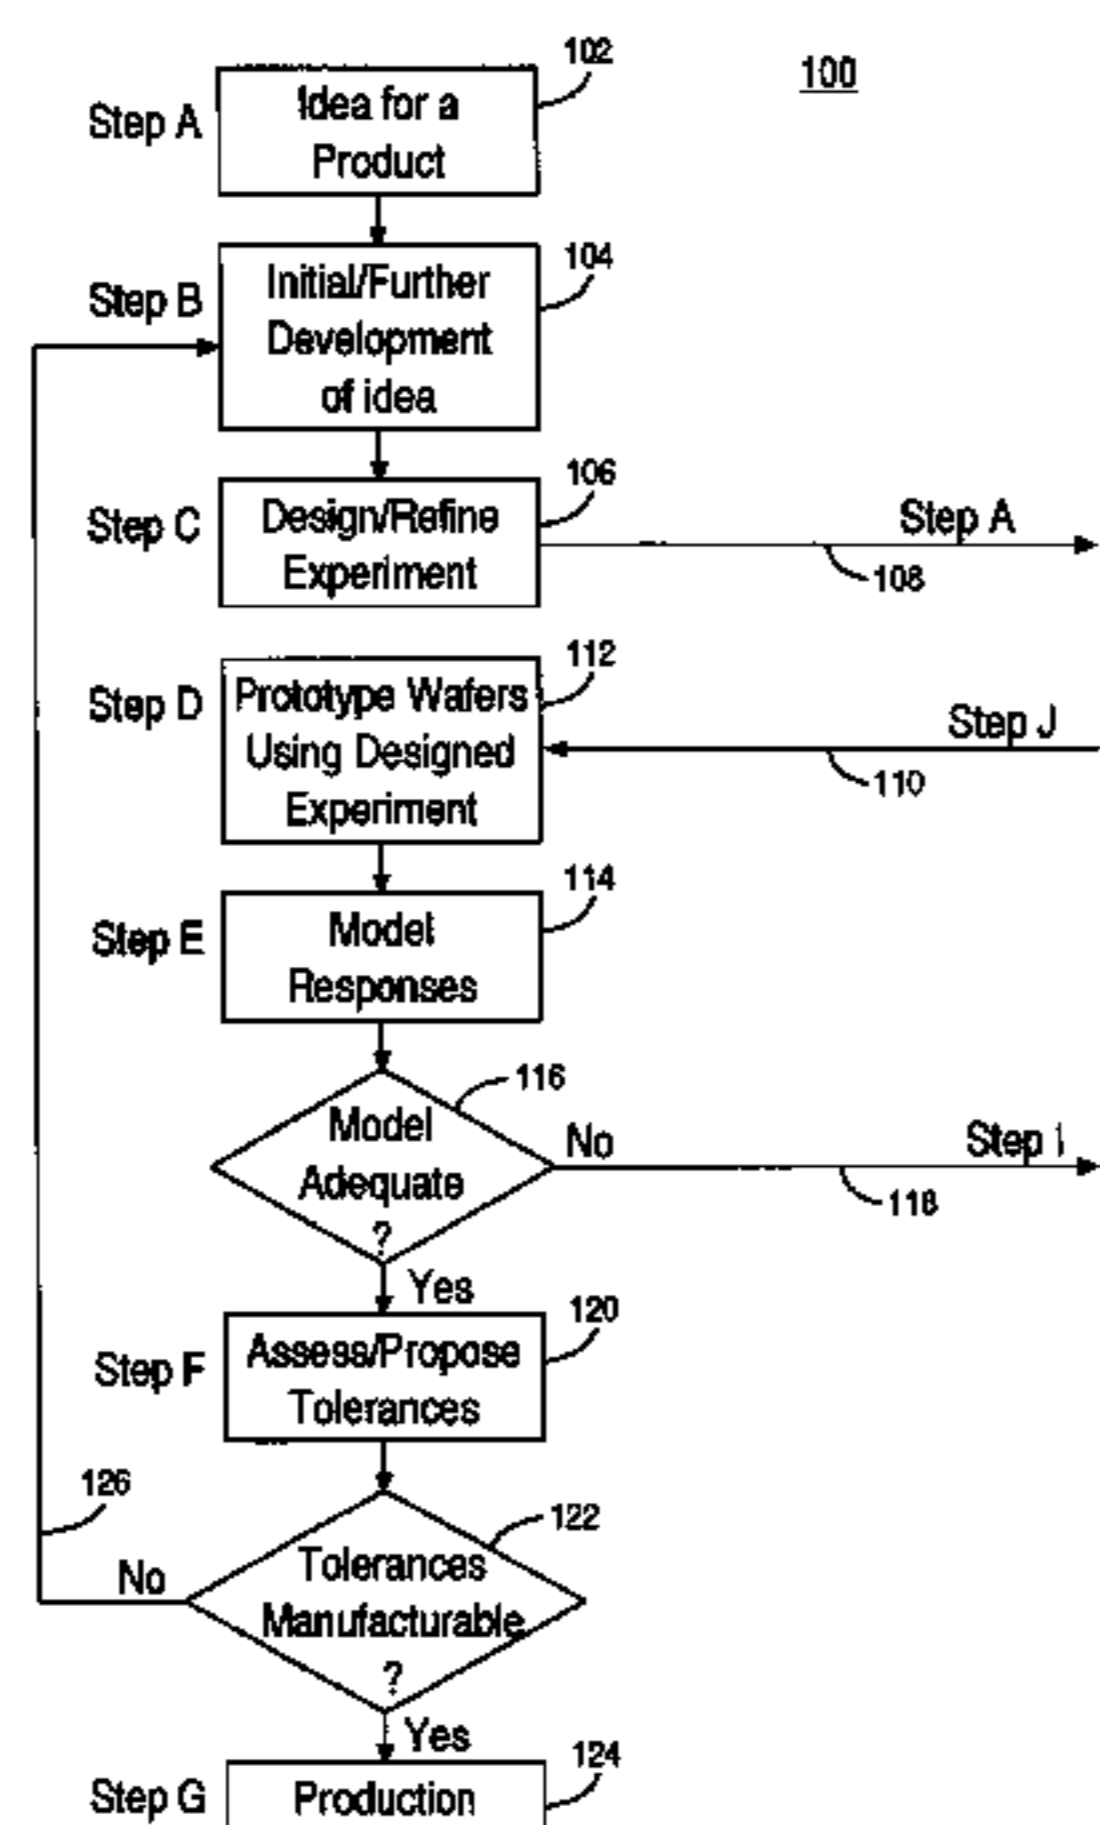 102
100
Step A
Idea for a
Product
104
Step B
Initial/Further
Development
of idea
106
Step C
Design/Refine
Experiment
Step A
108
112
Step D
Prototype Wafers
Using Designed
Experiment
Step J
110
114
Step E
Model
Responses
116
Model
Adequate
?
No
Step I
118
Yes
120
Step F
Assess/Propose
Tolerances
126
122
No
Tolerances
Manufacturable
?
Yes
124
Step G
Production